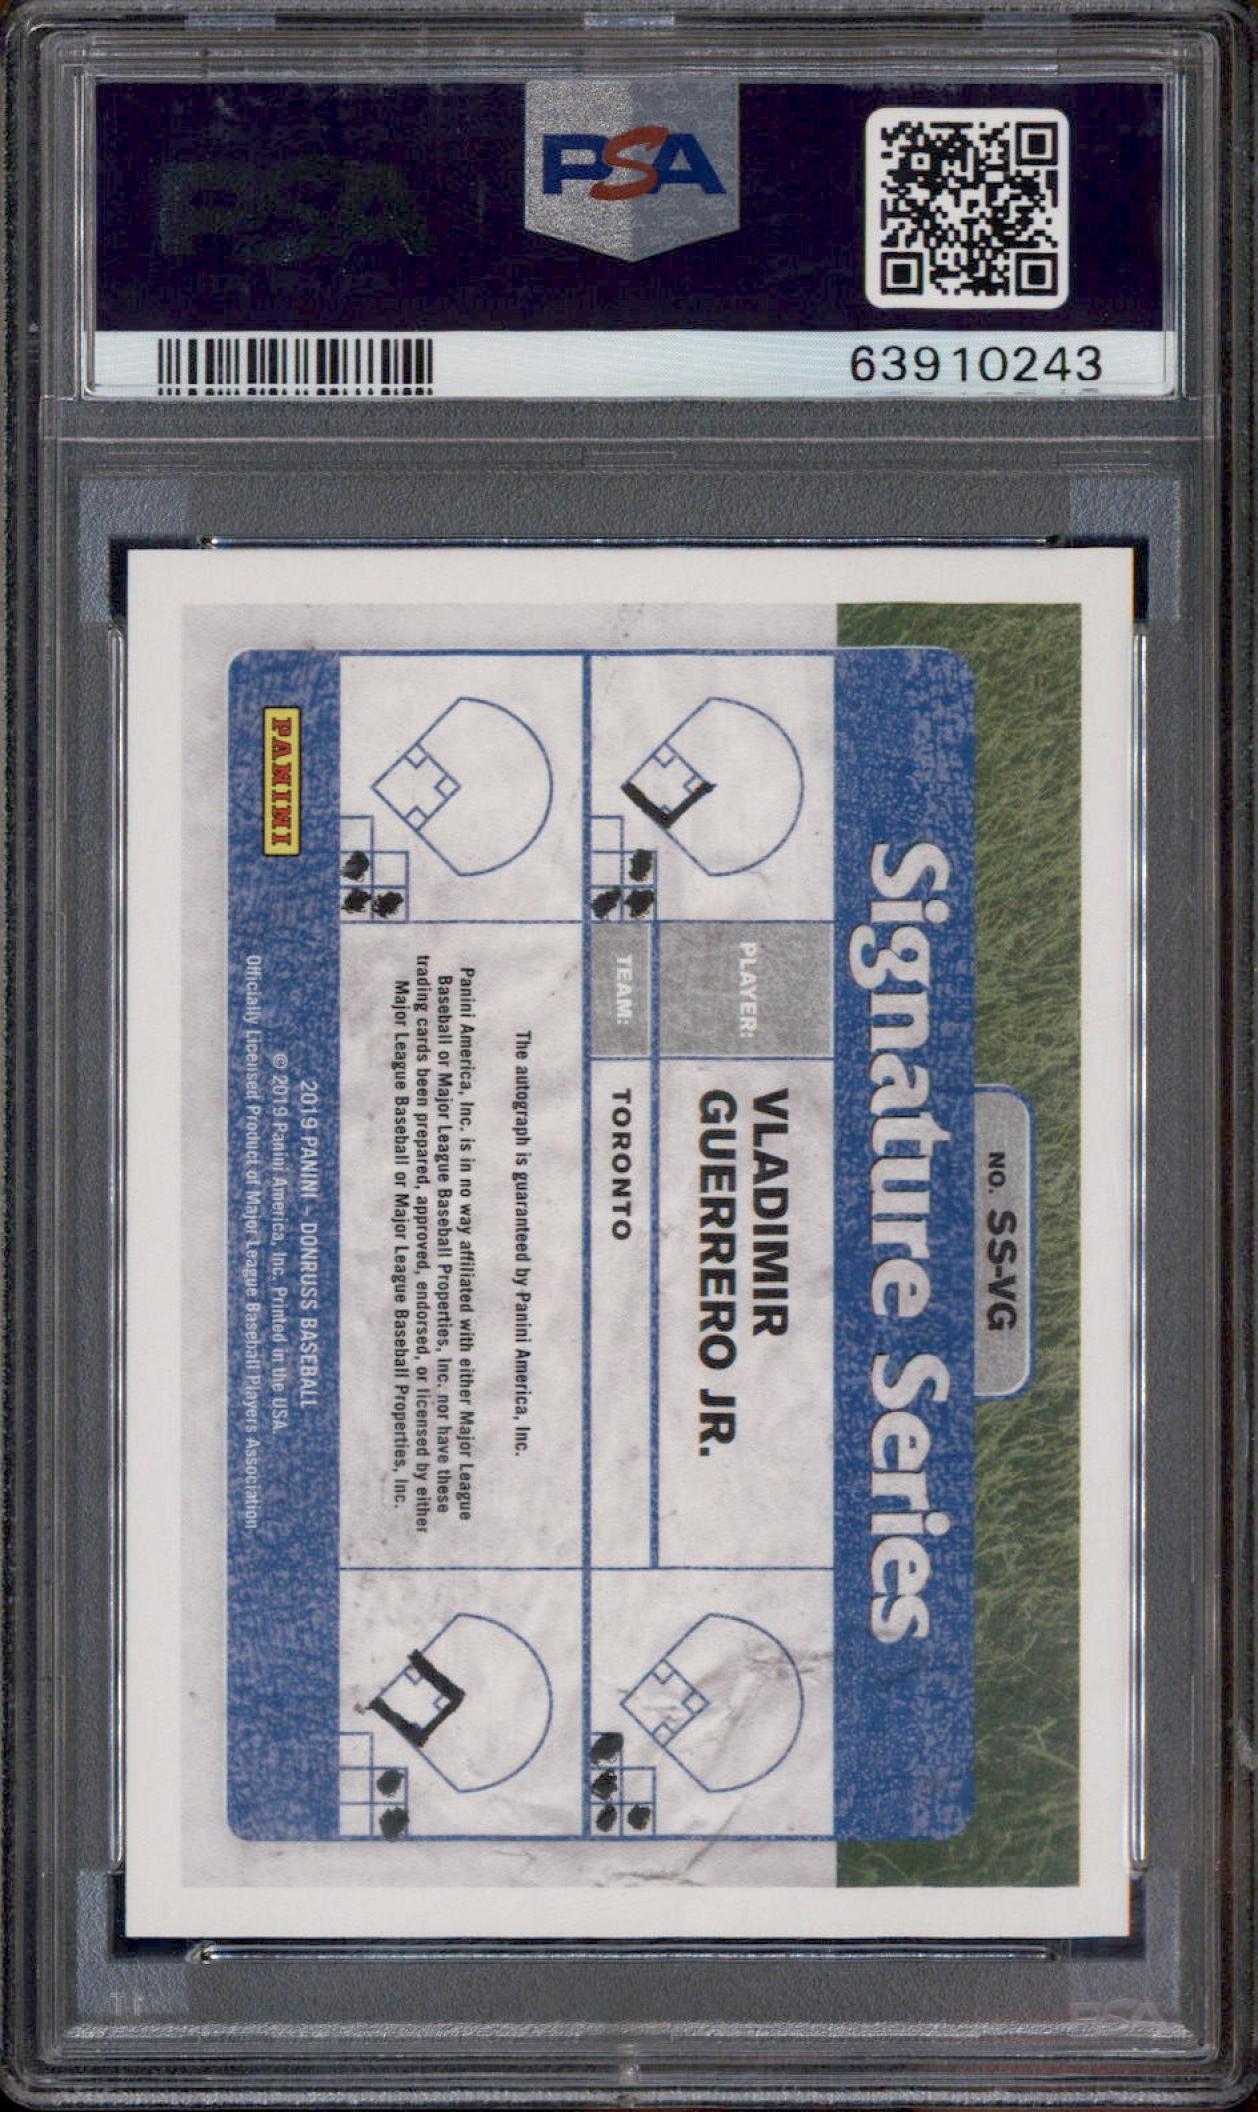 PSA
63910243
NO. SS-VG
Signature Series
PLAYER:
VLADIMIR
GUERRERO JR.
TEAM:
TORONTO
The autograph is guaranteed by Panini America, Inc.
Panini America, Inc. is in no way affiliated with either Major League
Baseball or Major League Baseball Properties, Inc. nor have these
trading cards been prepared, approved, endorsed, or licensed by either
Major League Baseball or Major League Baseball Properties, Inc.
PANINI
2019 PANINI - DONRUSS BASEBALL
© 2019 Panini America, Inc. Printed in the USA.
Officially Licensed Product of Major League Baseball Players Association
PSA